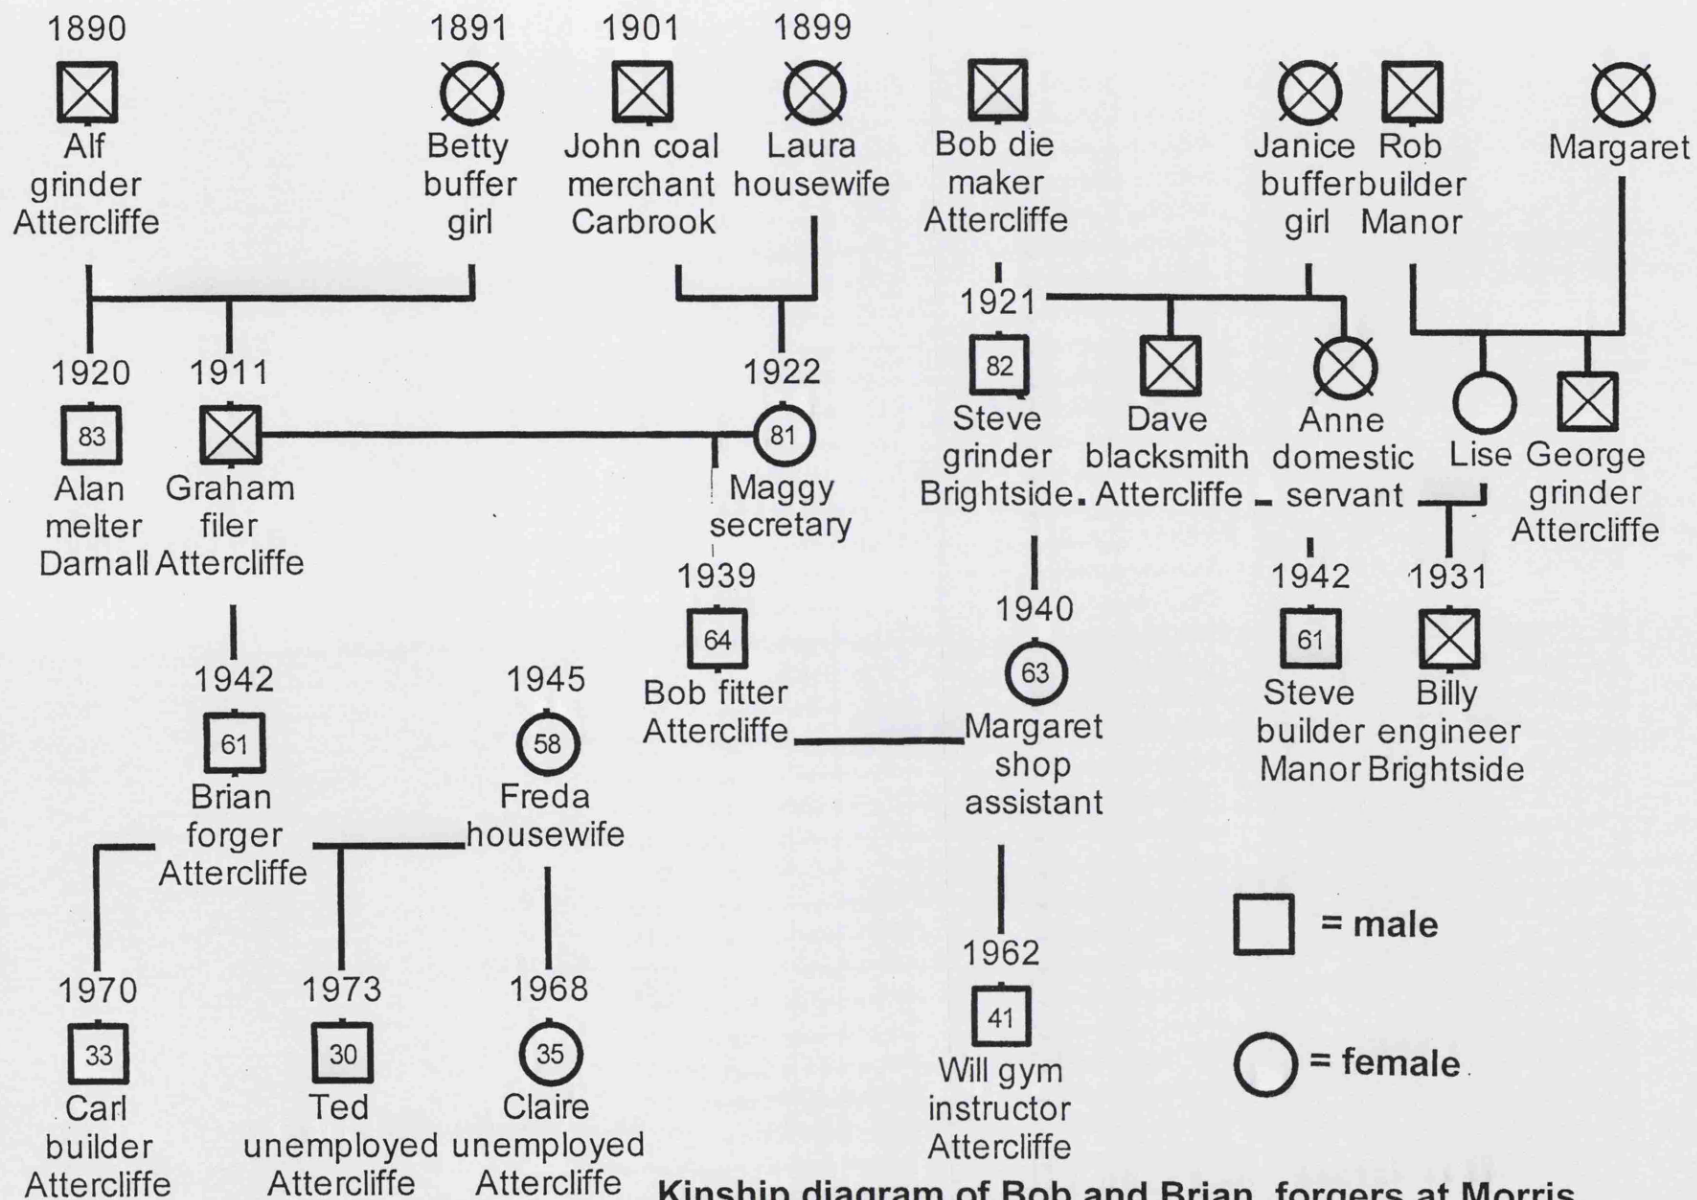 1890
1891
1901
1899
Alf
grinder
Attercliffe
Betty
buffer
girl
John coal
merchant
Carbrook
Laura
housewife
Bob die
maker
Attercliffe
Janice
buffer
girl
Rob
builder
Manor
Margaret
1920
83
Alan
melter
Darnall
1911
Graham
filer
Attercliffe
1922
81
Maggy
secretary
1921
82
Steve
grinder
Brightside
Dave
blacksmith
Attercliffe
Anne
domestic
servant
Lise
George
grinder
Attercliffe
1942
61
Brian
forger
Attercliffe
1945
58
Freda
housewife
1939
64
Bob fitter
Attercliffe
1940
63
Margaret
shop
assistant
1942
61
Steve
builder
Manor
1931
Billy
engineer
Brightside
1970
33
Carl
builder
Attercliffe
1973
30
Ted
unemployed
Attercliffe
1968
35
Claire
unemployed
Attercliffe
1962
41
Will gym
instructor
Attercliffe
= male
= female
Kinship diagram of Bob and Brian, forgers at Morris